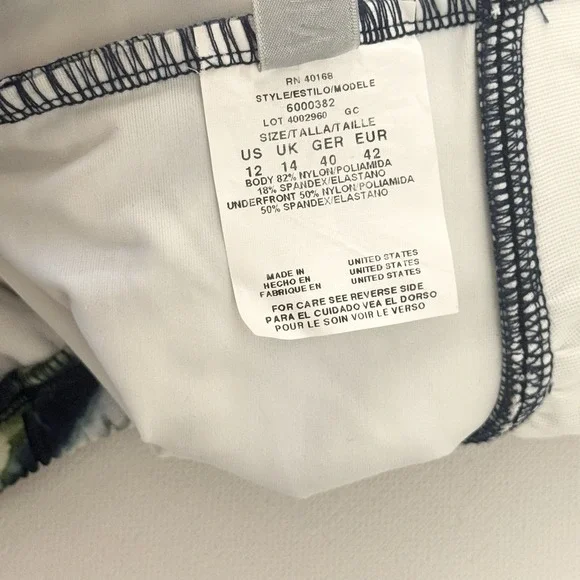 RN 40168
STYLE/ESTILO/MODELE
6000382
LOT 4002960 GC
SIZE/TALLA/TAILLE
US UK GER EUR
12 14 40 42
BODY 82% NYLON/POLIAMIDA
18% SPANDEX/ELASTANO
UNDERFRONT 50% NYLON/POLIAMIDA
50% SPANDEX/ELASTANO
MADE IN UNITED STATES
HECHO EN UNITED STATES
FABRIQUE EN UNITED STATES
FOR CARE SEE REVERSE SIDE
PARA EL CUIDADO VEA EL DORSO
POUR LE SOIN VOIR LE VERSO